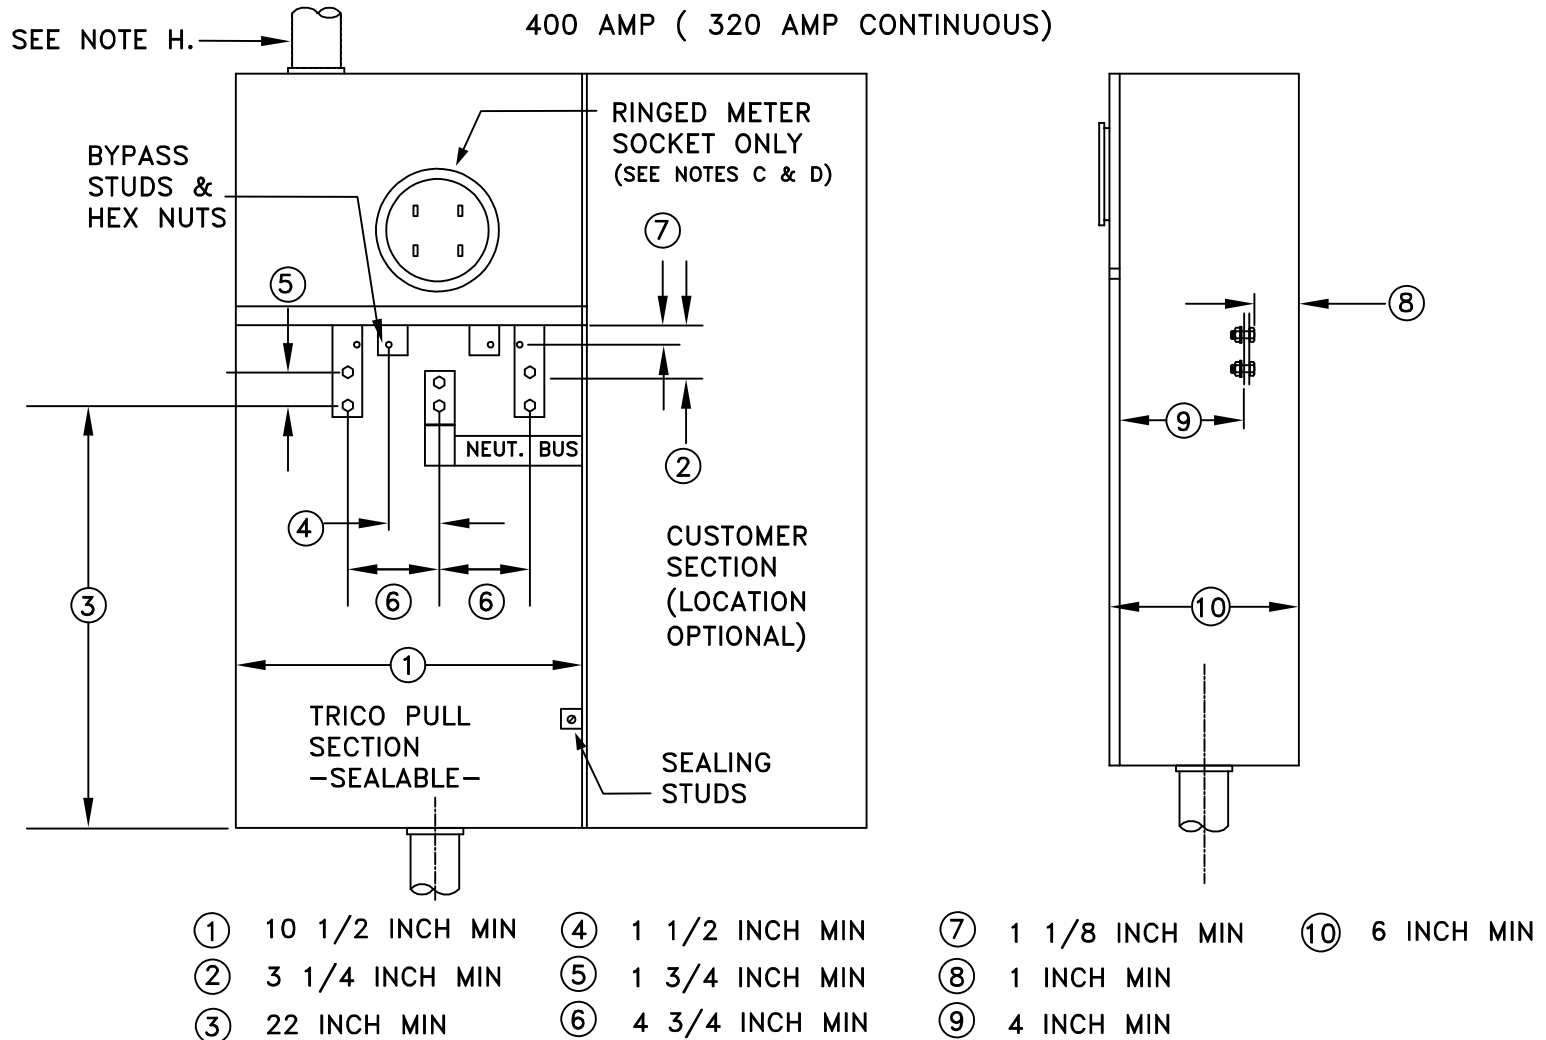 400 AMP ( 320 AMP CONTINUOUS)
SEE NOTE H.
RINGED METER
SOCKET ONLY
(SEE NOTES C & D)
BYPASS
STUDS &
HEX NUTS
7
5
8
9
NEUT. BUS
2
4
CUSTOMER
SECTION
(LOCATION
OPTIONAL)
6
6
3
10
1
TRICO PULL
SECTION
-SEALABLE-
SEALING
STUDS
1 10 1/2 INCH MIN
2 3 1/4 INCH MIN
3 22 INCH MIN
4 1 1/2 INCH MIN
5 1 3/4 INCH MIN
6 4 3/4 INCH MIN
7 1 1/8 INCH MIN
8 1 INCH MIN
9 4 INCH MIN
10 6 INCH MIN